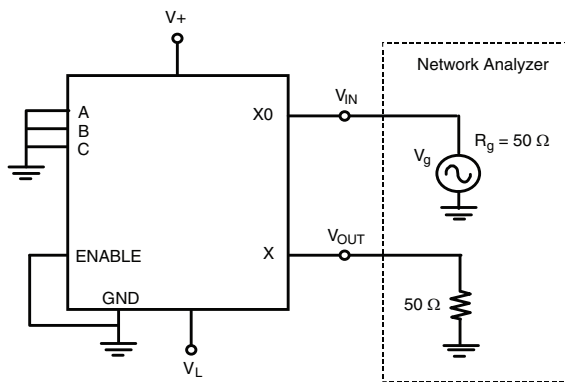 V+
Network Analyzer
A
B
C
X0
V_IN
V_g
R_g = 50 Ω
ENABLE
X
V_OUT
GND
50 Ω
V_L